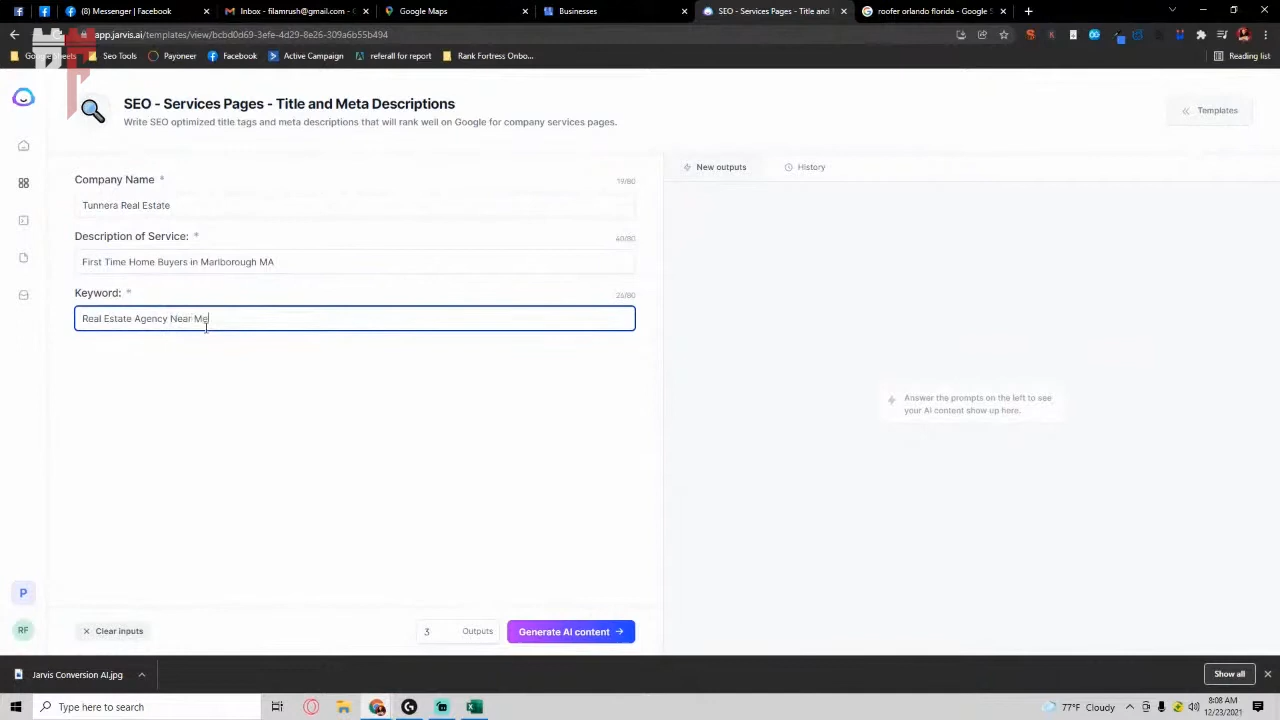 (1) Marilyn M | Facebook
Inbox - filamrush@gmail.com - G
Google Maps
Businesses
SEO - Services Pages - Title and M
roofer orlando florida - Google S
app.jarvis.ai/templates/view/bcbd0d69-3efe-4d29-8e26-309a6b55b494
Google Sheets
SEO Tools
Payoneer
Facebook
Active Campaign
referall for report
Rank Fortress Onbo...
Reading list
SEO - Services Pages - Title and Meta Descriptions
Write SEO optimized title tags and meta descriptions that will rank well on Google for company services pages.
Templates
Company Name *
19/80
Tunnera Real Estate
Description of Service: *
40/80
First Time Home Buyers in Marlborough MA
Keyword: *
24/80
Real Estate Agency Near Me
New outputs
History
Answer the prompts on the left to see
your AI content show up here.
P
RF
Clear inputs
3 Outputs
Generate AI content
Jarvis Conversion AI.jpg
Show all
Type here to search
77°F Cloudy
8:08 AM
12/23/2021